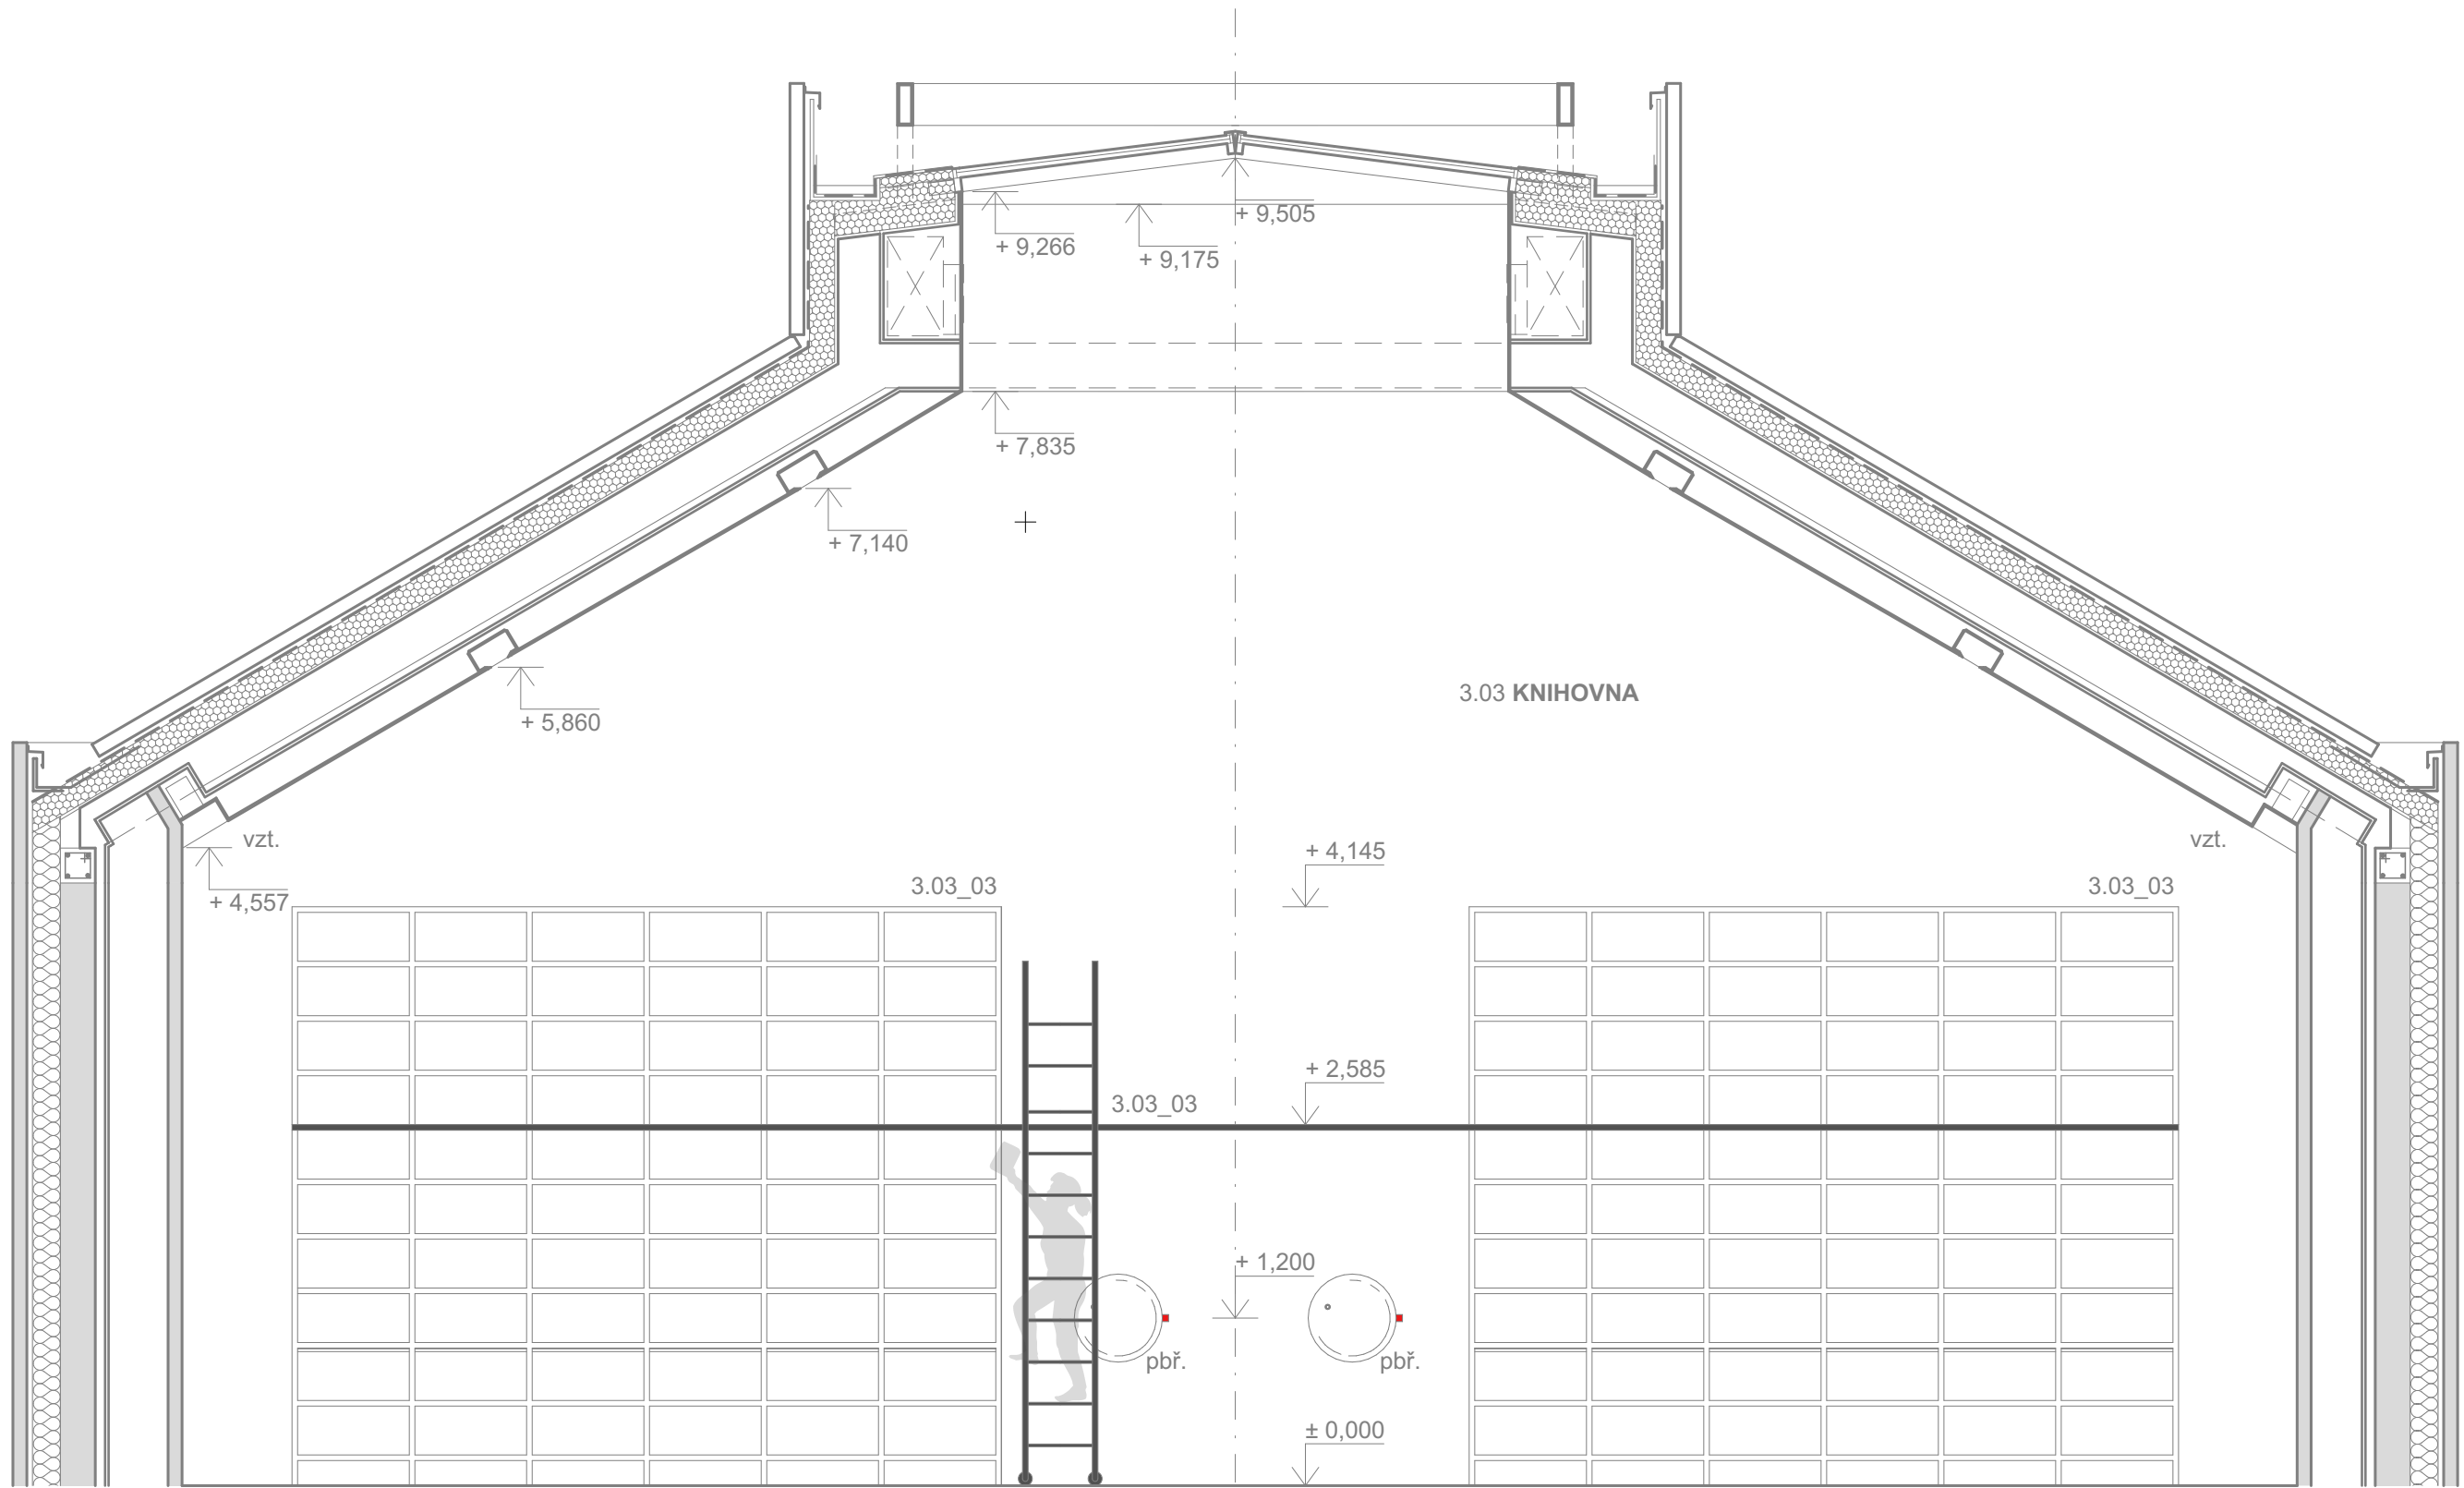 + 9,505
+ 9,266
+ 9,175
+ 7,835
+ 7,140
3.03 KNIHOVNA
+ 5,860
vzt.
vzt.
+ 4,145
+ 4,557
3.03_03
3.03_03
+ 2,585
3.03_03
+ 1,200
pbř.
pbř.
± 0,000